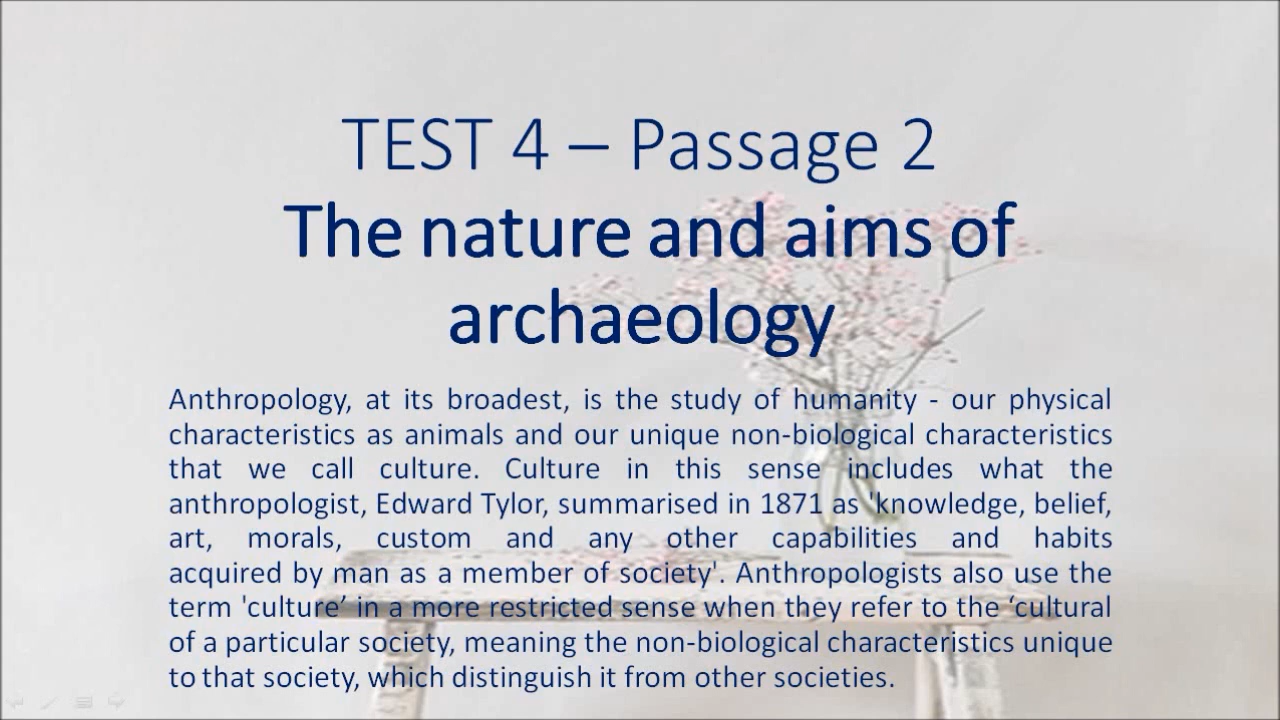 TEST 4 – Passage 2
The nature and aims of
archaeology
Anthropology, at its broadest, is the study of humanity - our physical
characteristics as animals and our unique non-biological characteristics
that we call culture. Culture in this sense includes what the
anthropologist, Edward Tylor, summarised in 1871 as 'knowledge, belief,
art, morals, custom and any other capabilities and habits
acquired by man as a member of society'. Anthropologists also use the
term 'culture’ in a more restricted sense when they refer to the ‘cultural
of a particular society, meaning the non-biological characteristics unique
to that society, which distinguish it from other societies.